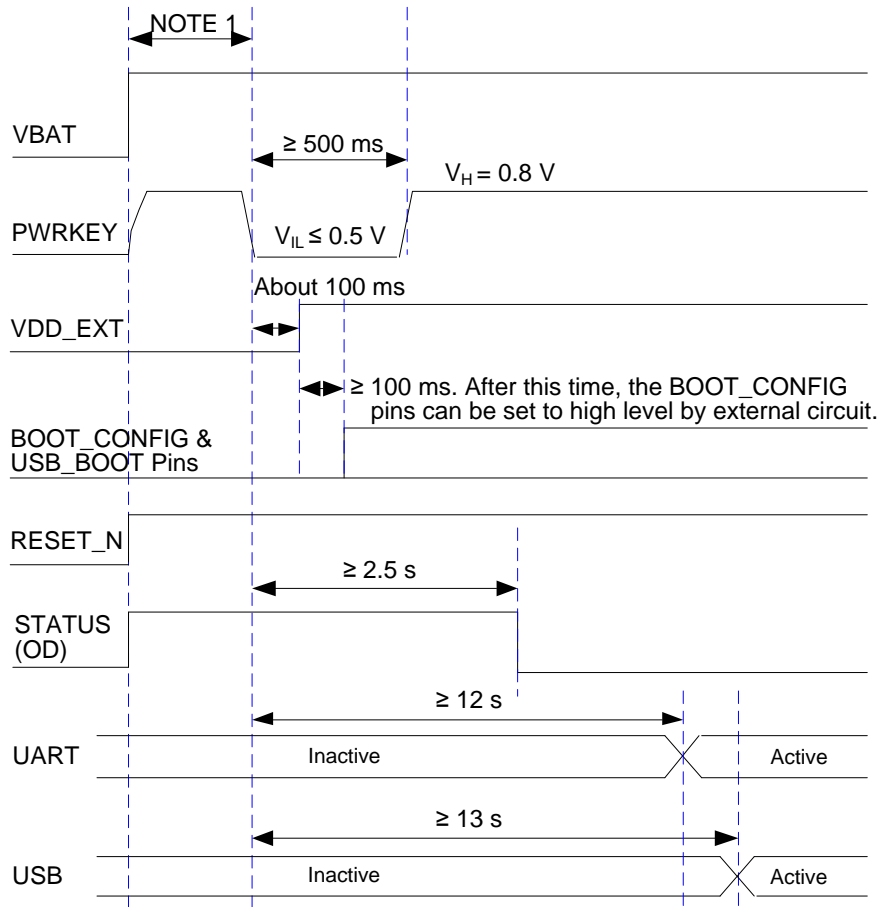 NOTE 1
VBAT
≥ 500 ms
V_H = 0.8 V
PWRKEY
V_IL ≤ 0.5 V
About 100 ms
VDD_EXT
≥ 100 ms. After this time, the BOOT_CONFIG
pins can be set to high level by external circuit.
BOOT_CONFIG &
USB_BOOT Pins
RESET_N
≥ 2.5 s
STATUS
(OD)
≥ 12 s
UART
Inactive
Active
≥ 13 s
USB
Inactive
Active